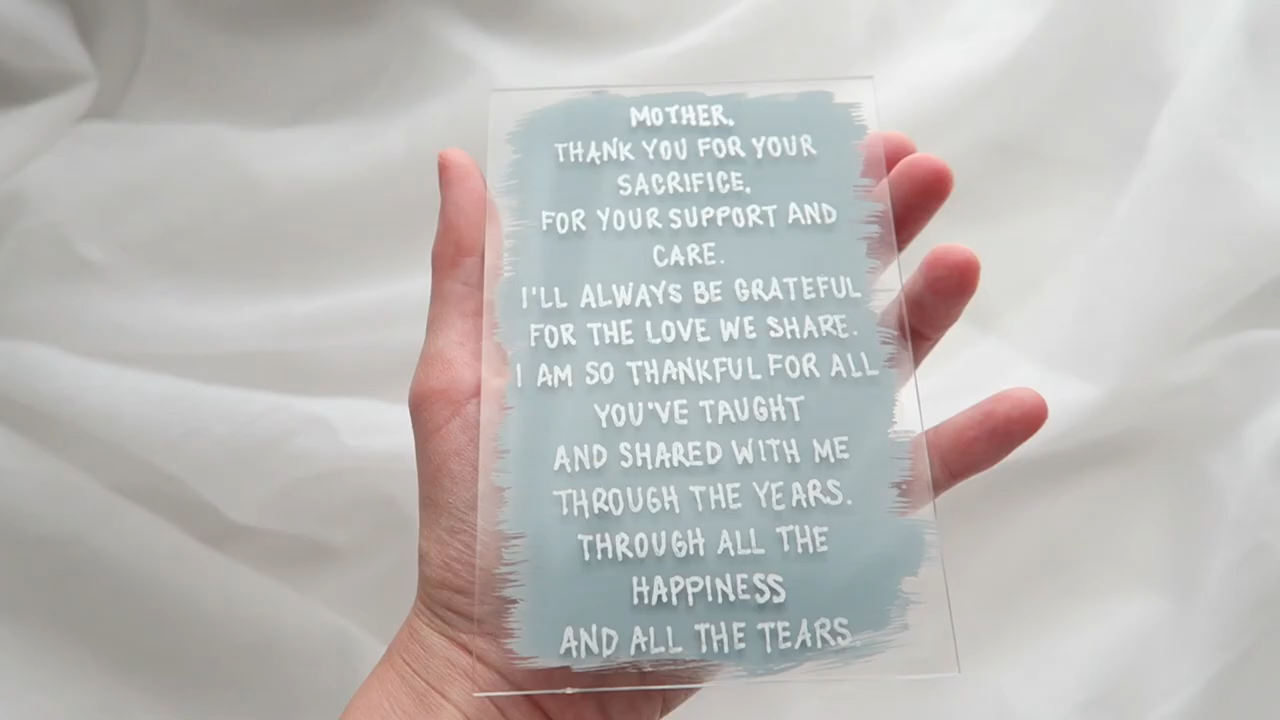 MOTHER,
THANK YOU FOR YOUR
SACRIFICE,
FOR YOUR SUPPORT AND
CARE.
I'LL ALWAYS BE GRATEFUL
FOR THE LOVE WE SHARE.
I AM SO THANKFUL FOR ALL
YOU'VE TAUGHT
AND SHARED WITH ME
THROUGH THE YEARS.
THROUGH ALL THE
HAPPINESS
AND ALL THE TEARS.